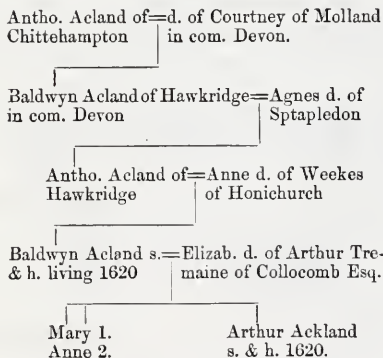 Antho. Acland of=d. of Courtney of Molland
Chittehampton in com. Devon.
Baldwyn Acland of Hawkridge=Agnes d. of
in com. Devon Sptapledon
Antho. Acland of=Anne d. of Weekes
Hawkridge of Honichurch
Baldwyn Acland s.=Elizab. d. of Arthur Tre-
& h. living 1620 maine of Collocomb Esq.
Mary 1. Arthur Ackland
Anne 2. s. & h. 1620.